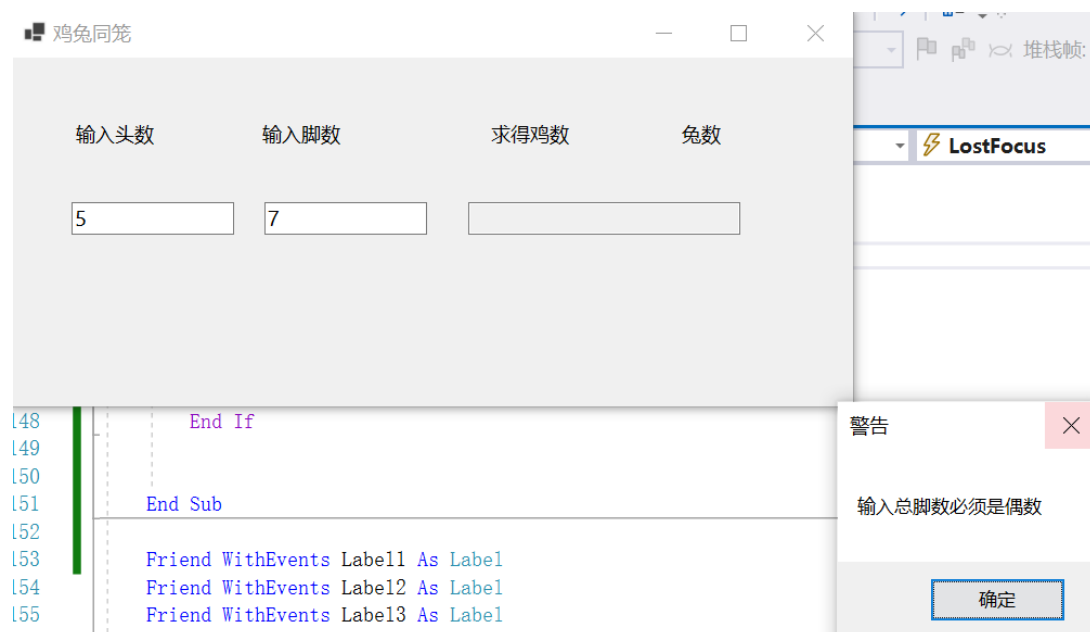 鸡兔同笼
堆栈帧:
输入头数 输入脚数 求得鸡数 兔数
LostFocus
5 7
148 End If
149
150
151 End Sub
152
153 Friend WithEvents Label1 As Label
154 Friend WithEvents Label2 As Label
155 Friend WithEvents Label3 As Label
警告
输入总脚数必须是偶数
确定